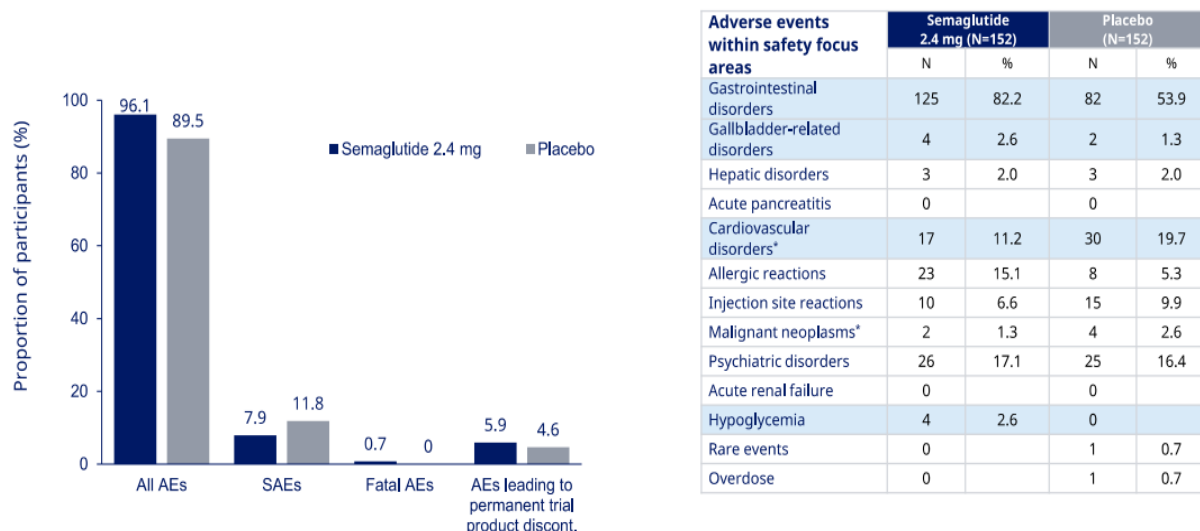 Proportion of participants (%)
100
80
60
40
20
0
96.1
89.5
7.9
11.8
0.7
0
5.9
4.6
Semaglutide 2.4 mg
Placebo
All AEs
SAEs
Fatal AEs
AEs leading to
permanent trial
product discont.
Adverse events
within safety focus
areas
Semaglutide
2.4 mg (N=152)
Placebo
(N=152)
N % N %
Gastrointestinal
disorders
125 82.2 82 53.9
Gallbladder-related
disorders
4 2.6 2 1.3
Hepatic disorders 3 2.0 3 2.0
Acute pancreatitis 0 0
Cardiovascular
disorders*
17 11.2 30 19.7
Allergic reactions 23 15.1 8 5.3
Injection site reactions 10 6.6 15 9.9
Malignant neoplasms* 2 1.3 4 2.6
Psychiatric disorders 26 17.1 25 16.4
Acute renal failure 0 0
Hypoglycemia 4 2.6 0
Rare events 0 1 0.7
Overdose 0 1 0.7